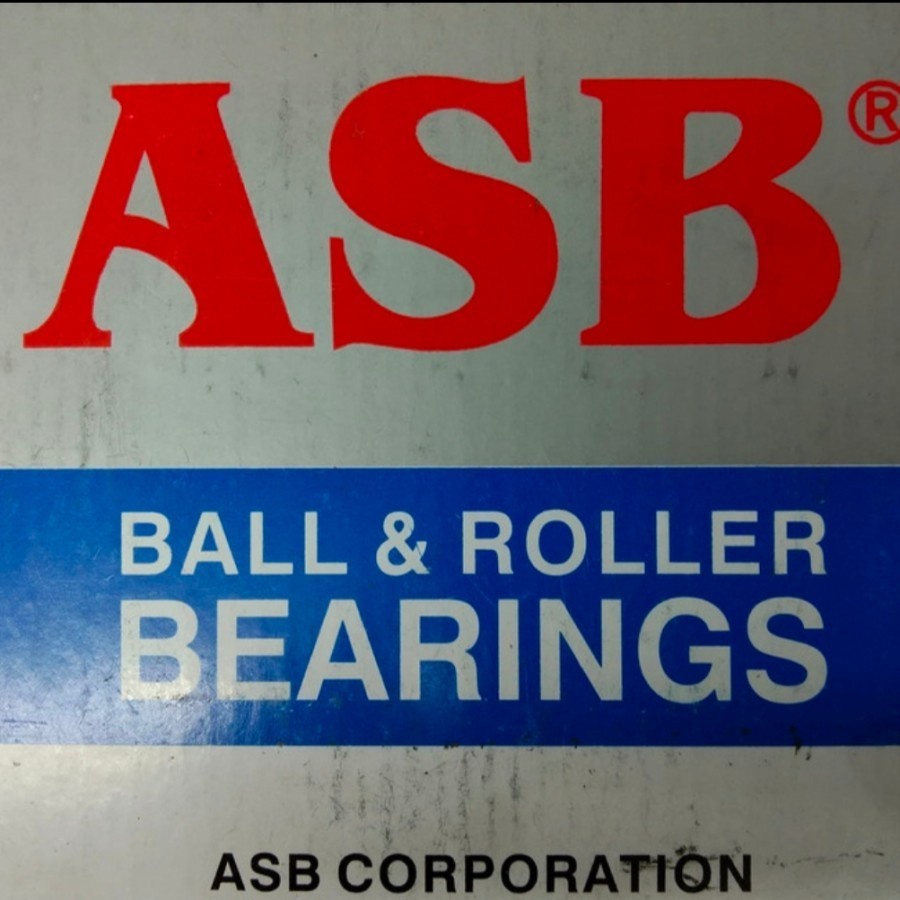 ASB®
BALL & ROLLER
BEARINGS
ASB CORPORATION